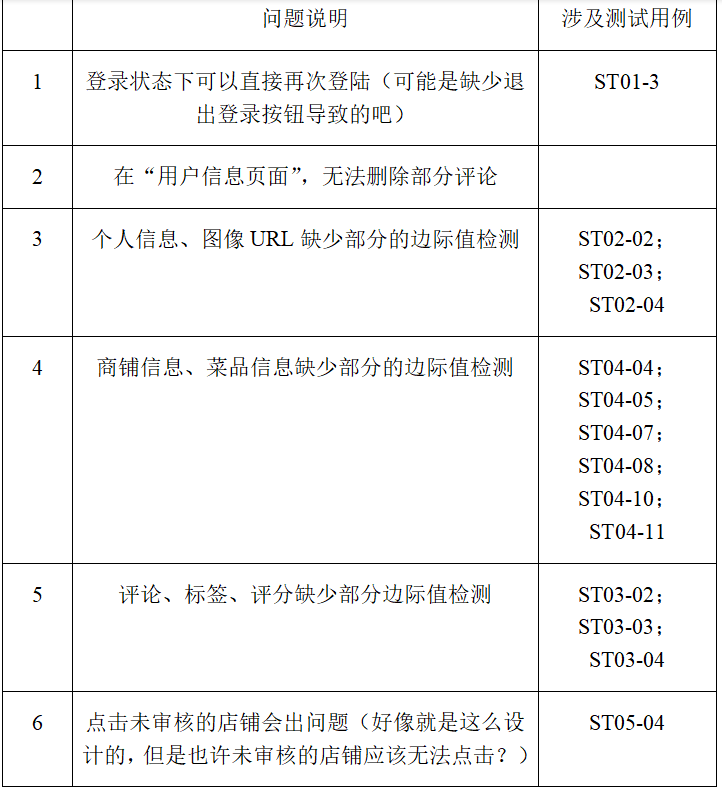 问题说明 涉及测试用例
1 登录状态下可以直接再次登陆（可能是缺少退 ST01-3
出登录按钮导致的吧）
2 在“用户信息页面”，无法删除部分评论
3 个人信息、图像 URL 缺少部分的边际值检测 ST02-02；
ST02-03；
ST02-04
4 商铺信息、菜品信息缺少部分的边际值检测 ST04-04；
ST04-05；
ST04-07；
ST04-08；
ST04-10；
ST04-11
5 评论、标签、评分缺少部分边际值检测 ST03-02；
ST03-03；
ST03-04
6 点击未审核的店铺会出问题（好像就是这么设 ST05-04
计的，但是也许未审核的店铺应该无法点击？）